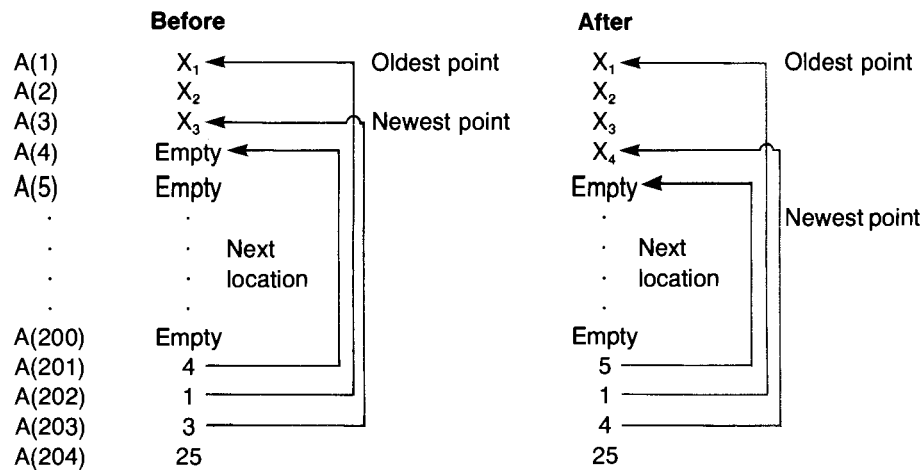 Before After
A(1) X₁ Oldest point X₁ Oldest point
A(2) X₂ X₂
A(3) X₃ Newest point X₃
A(4) Empty X₄
A(5) Empty Empty
· · ·
Newest point
· Next · Next
· · location · location
· · ·
A(200) Empty Empty
A(201) 4 5
A(202) 1 1
A(203) 3 4
A(204) 25 25